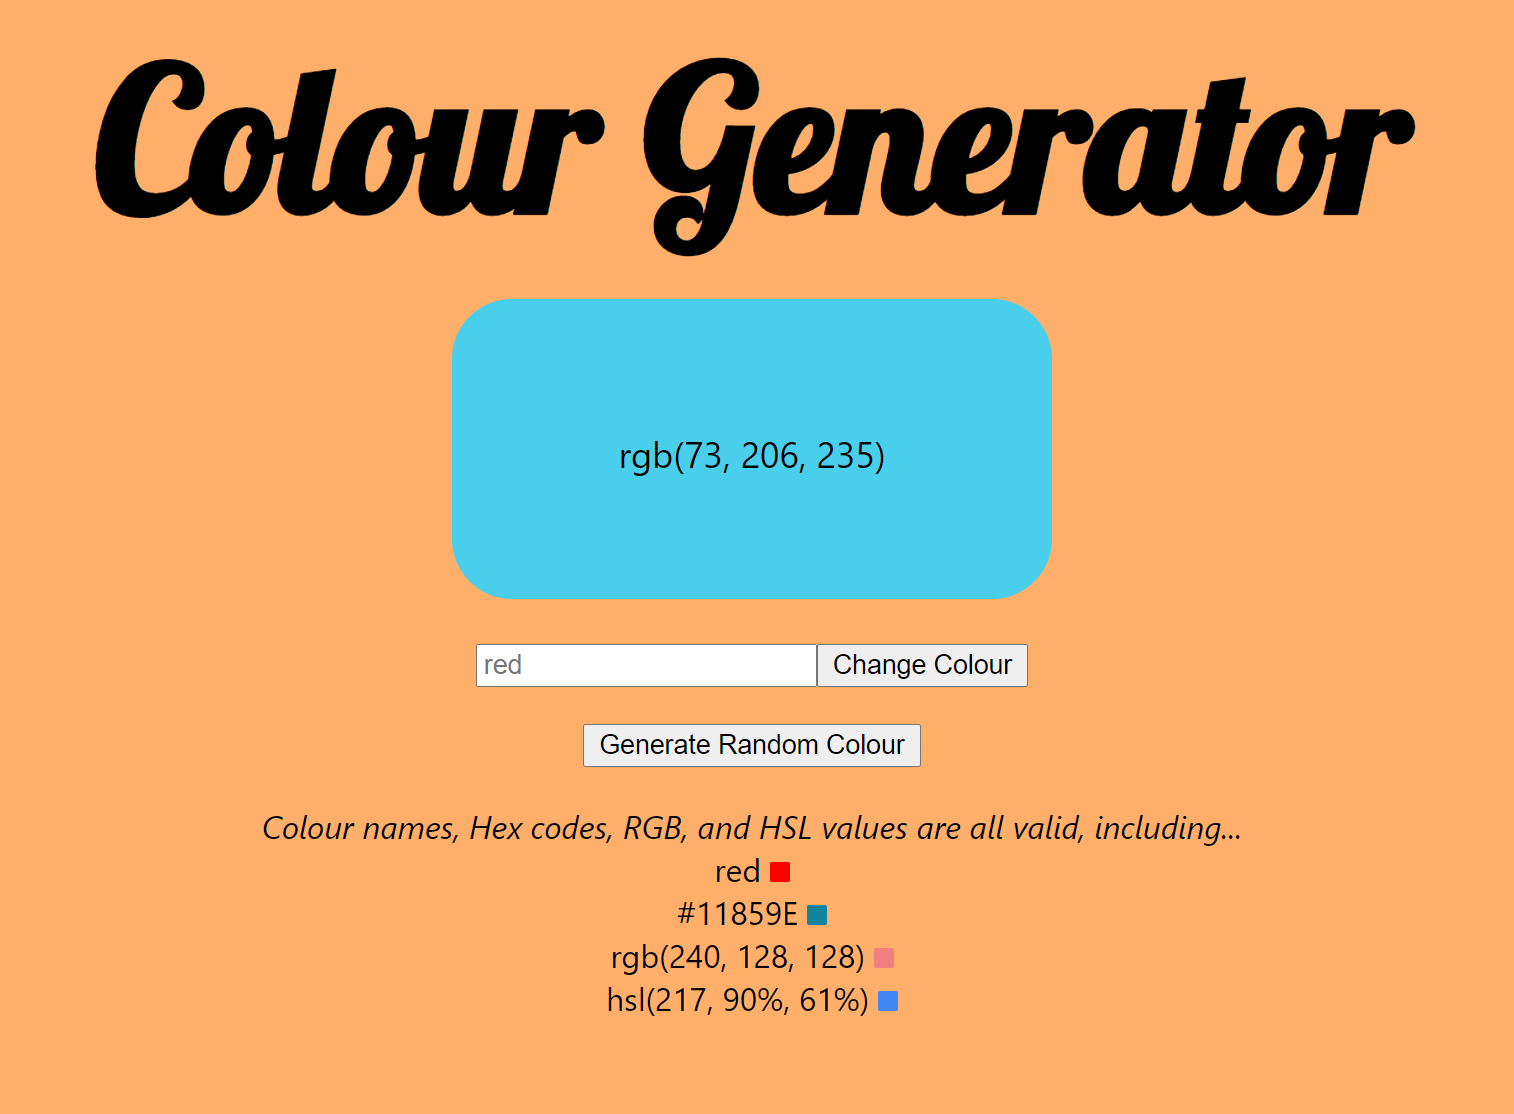 Colour Generator
rgb(73, 206, 235)
red
Change Colour
Generate Random Colour
Colour names, Hex codes, RGB, and HSL values are all valid, including...
red
#11859E
rgb(240, 128, 128)
hsl(217, 90%, 61%)